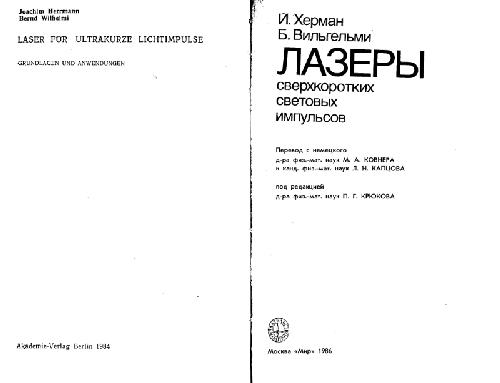 Joachim Herrmann
Bernd Wilhelmi
LASER FÜR ULTRAKURZE LICHTIMPULSE
GRUNDLAGEN UND ANWENDUNGEN
Akademie-Verlag Berlin 1984
Й. Херман
Б. Вильгельми
ЛАЗЕРЫ
сверхкоротких
световых
импульсов
Перевод с немецкого
д-ра физ.-мат. наук М. А. КОВНЕРА
и канд. физ.-мат. наук Л. Н. КАПЦОВА
под редакцией
д-ра физ.-мат. наук П. Г. КРЮКОВА
Москва «Мир» 1986